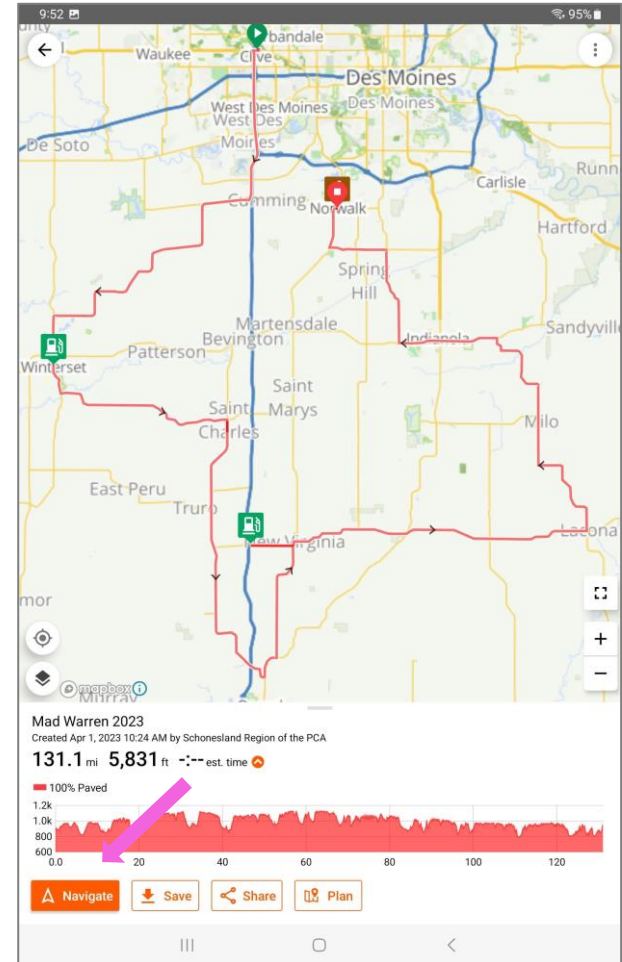 9:52
95%
bandale
Waukee
Clive
Des Moines
West Des Moines
Des Moines
West Des
Moines
De Soto
Runn
Carlisle
Cumming
Norwalk
Hartford
Spring
Hill
Martensdale
Bevington
Indianola
Sandyville
Patterson
Winterset
Saint
Marys
Saint
Charles
Milo
East Peru
Truro
New Virginia
Lacona
mor
mapbox
Murray
Mad Warren 2023
Created Apr 1, 2023 10:24 AM by Schonesland Region of the PCA
131.1 mi 5,831 ft -:-- est. time
100% Paved
1.2k
1.0k
800
600
0.0 20 40 60 80 100 120
Navigate Save Share Plan